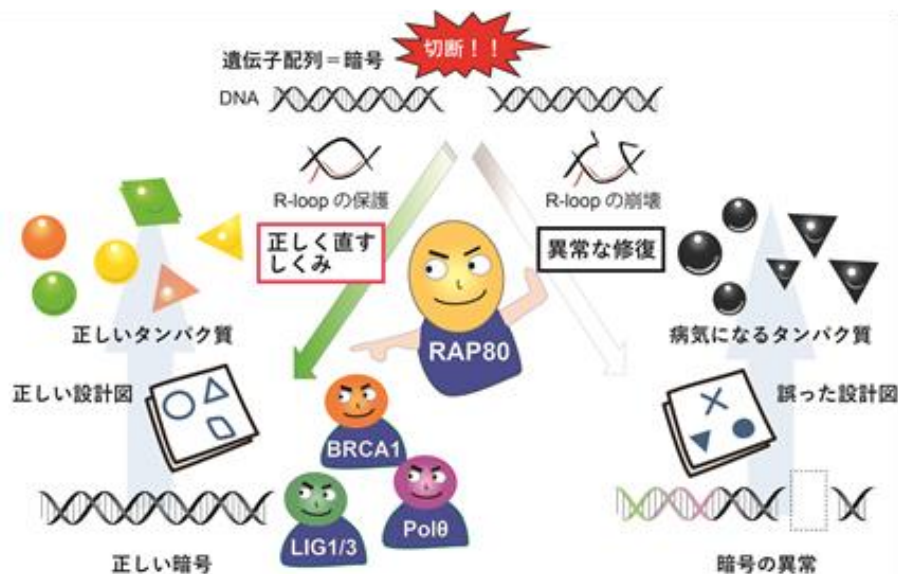 切断！！
遺伝子配列＝暗号
DNA
R-loop の保護
R-loop の崩壊
正しく直す
しくみ
異常な修復
RAP80
正しいタンパク質
病気になるタンパク質
正しい設計図
誤った設計図
BRCA1
Polθ
LIG1/3
正しい暗号
暗号の異常